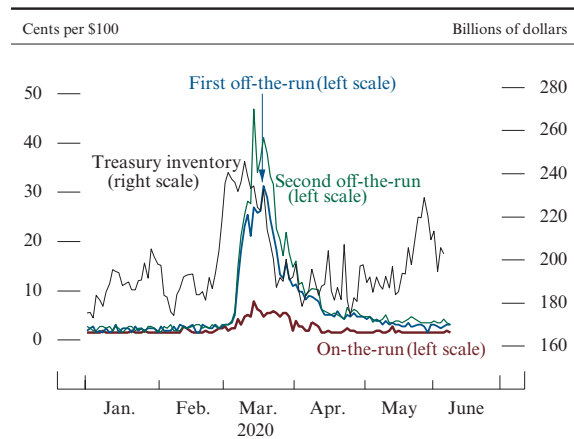 Cents per $100
Billions of dollars
First off-the-run (left scale)
50
280
40
260
Treasury inventory
(right scale)
Second off-the-run
(left scale)
30
240
220
20
200
10
180
0
On-the-run (left scale)
160
Jan. Feb. Mar. Apr. May June
2020